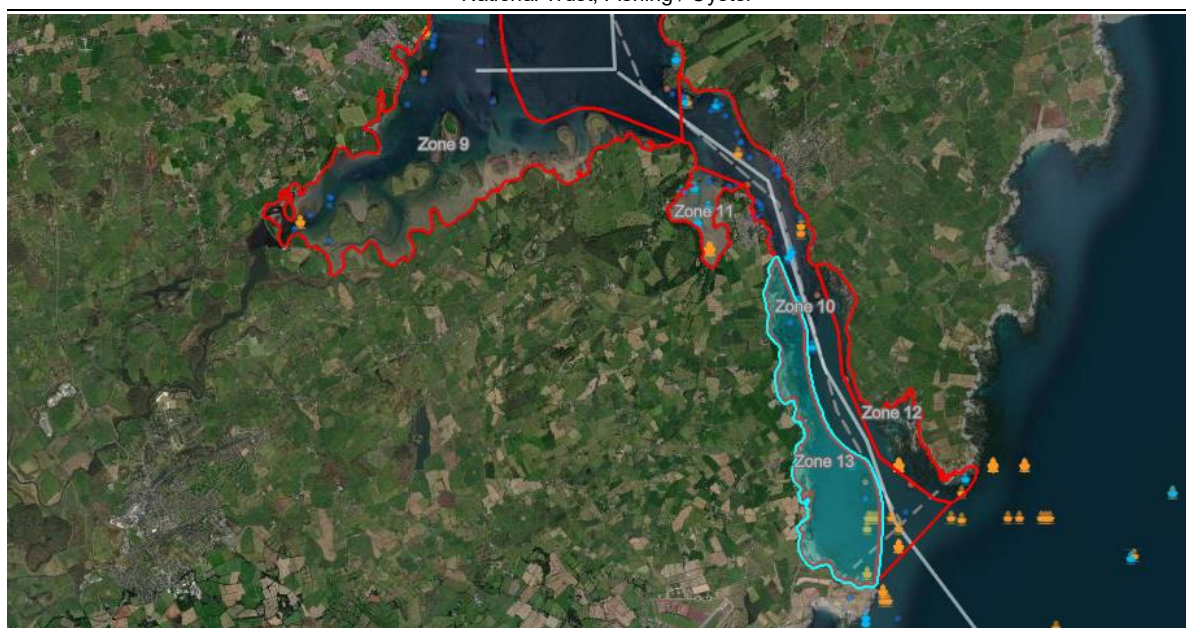 National Trust, Fishing / Oyster
Zone 9
Zone 11
Zone 10
Zone 12
Zone 13